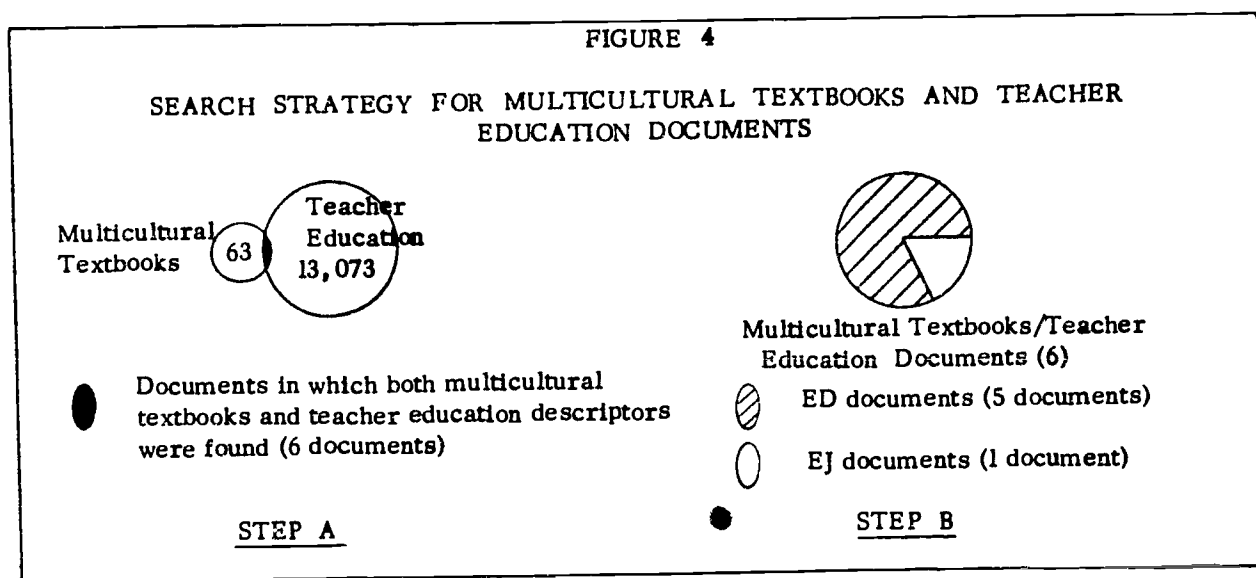 FIGURE 4
SEARCH STRATEGY FOR MULTICULTURAL TEXTBOOKS AND TEACHER
EDUCATION DOCUMENTS
Multicultural
Textbooks
63
Teacher
Education
13,073
Documents in which both multicultural
textbooks and teacher education descriptors
were found (6 documents)
STEP A
Multicultural Textbooks/Teacher
Education Documents (6)
ED documents (5 documents)
EJ documents (1 document)
STEP B